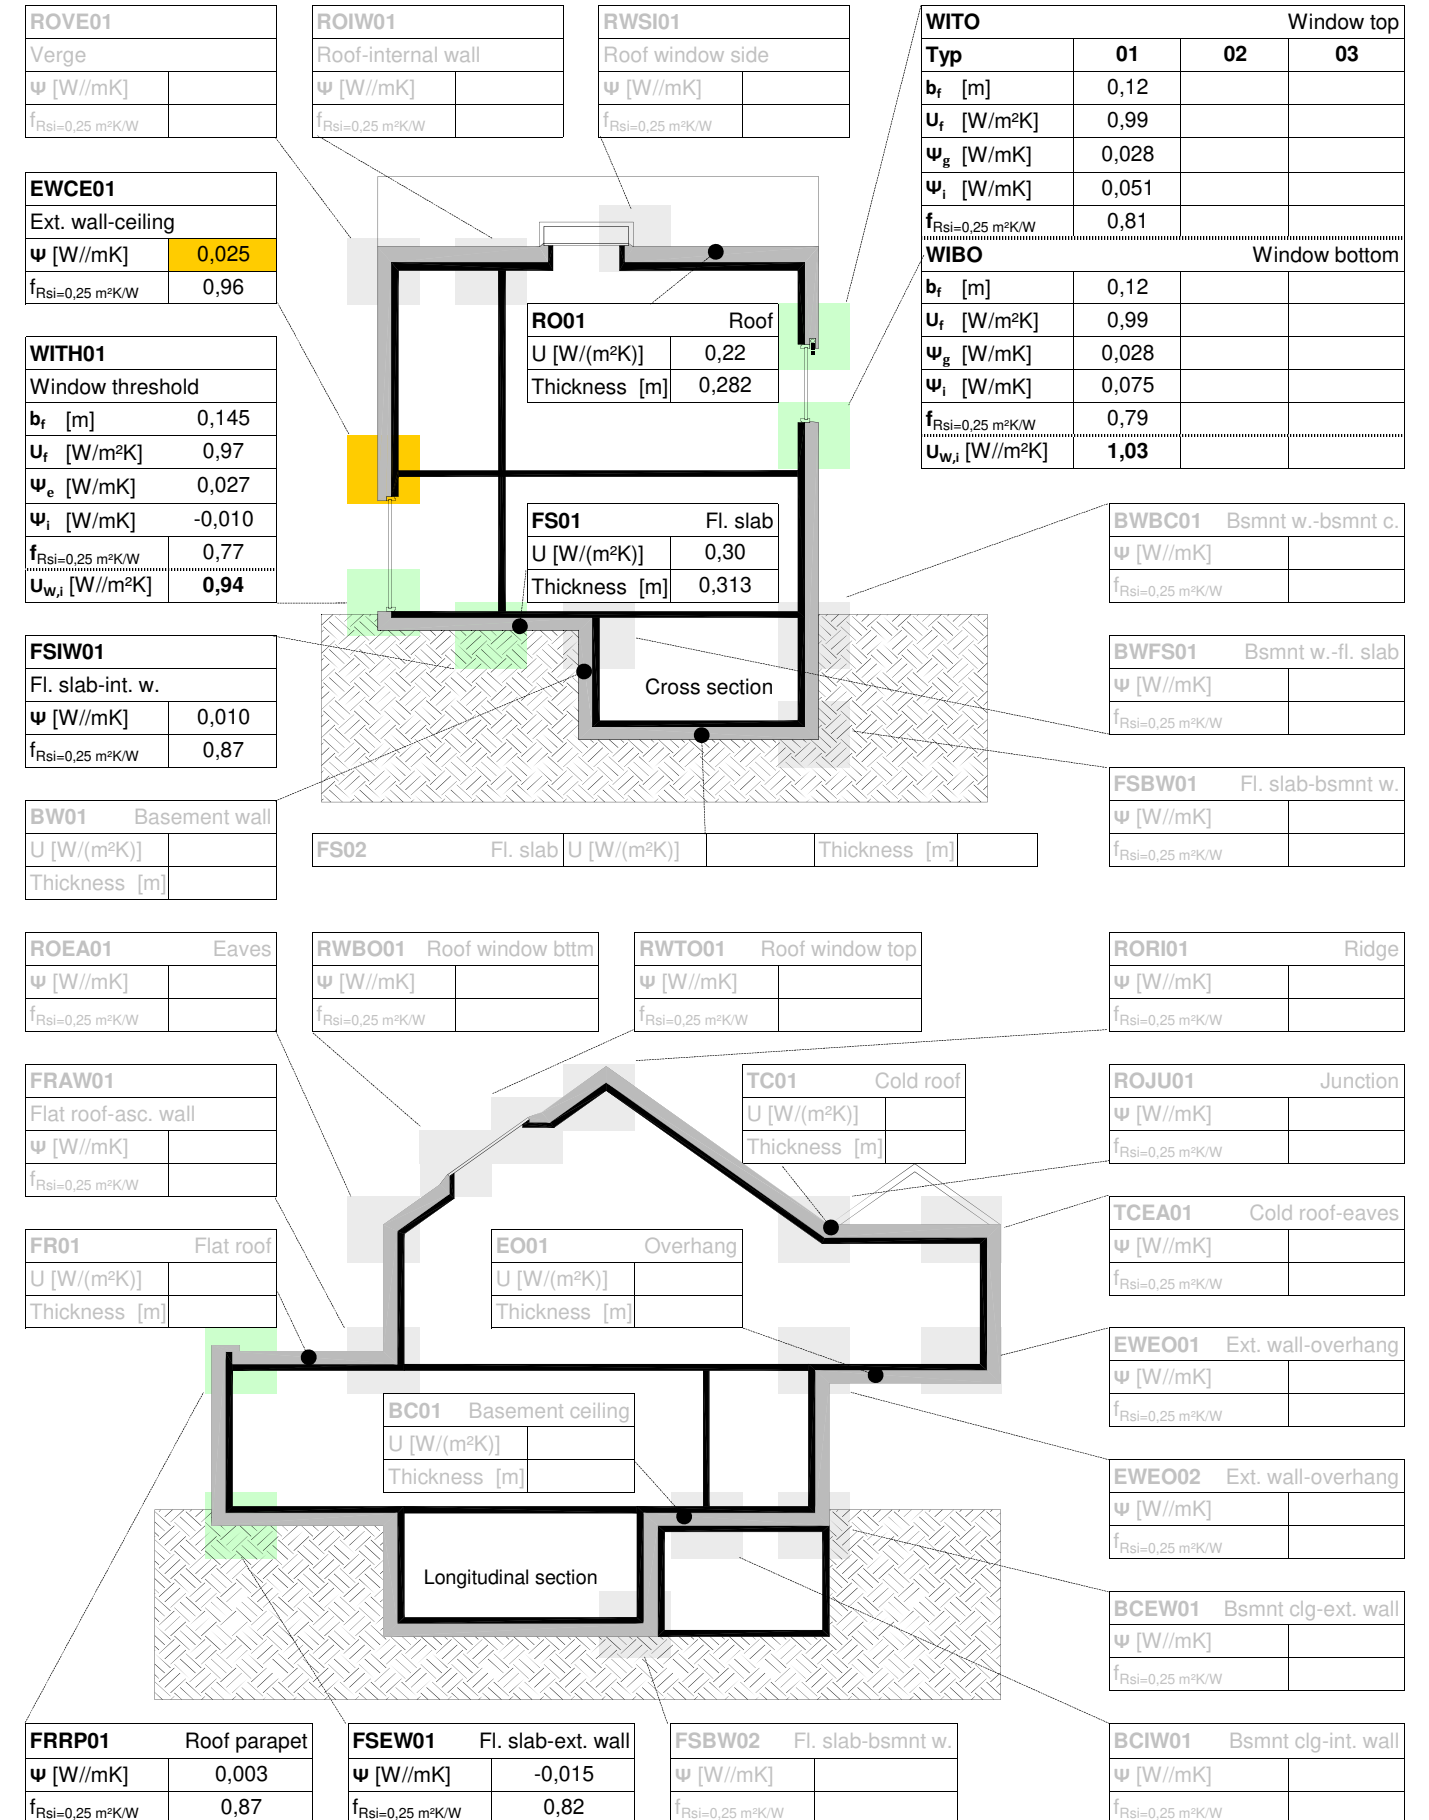 ROVE01
Verge
Ψ [W//mK]
fRsi=0,25 m²K/W
ROIW01
Roof-internal wall
Ψ [W//mK]
fRsi=0,25 m²K/W
RWSI01
Roof window side
Ψ [W//mK]
fRsi=0,25 m²K/W
WITO Window top
Typ 01 02 03
bf [m] 0,12
Uf [W/m²K] 0,99
Ψg [W/mK] 0,028
Ψi [W/mK] 0,051
fRsi=0,25 m²K/W 0,81
WIBO Window bottom
bf [m] 0,12
Uf [W/m²K] 0,99
Ψg [W/mK] 0,028
Ψi [W/mK] 0,075
fRsi=0,25 m²K/W 0,79
UW,i [W//m²K] 1,03
EWCE01
Ext. wall-ceiling
Ψ [W//mK] 0,025
fRsi=0,25 m²K/W 0,96
WITH01
Window threshold
bf [m] 0,145
Uf [W/m²K] 0,97
Ψe [W/mK] 0,027
Ψi [W/mK] -0,010
fRsi=0,25 m²K/W 0,77
UW,i [W//m²K] 0,94
RO01 Roof
U [W/(m²K)] 0,22
Thickness [m] 0,282
FS01 Fl. slab
U [W/(m²K)] 0,30
Thickness [m] 0,313
BWBC01 Bsmnt w.-bsmnt c.
Ψ [W//mK]
fRsi=0,25 m²K/W
FSIW01
Fl. slab-int. w.
Ψ [W//mK] 0,010
fRsi=0,25 m²K/W 0,87
Cross section
BWFS01 Bsmnt w.-fl. slab
Ψ [W//mK]
fRsi=0,25 m²K/W
FSBW01 Fl. slab-bsmnt w.
Ψ [W//mK]
fRsi=0,25 m²K/W
BW01 Basement wall
U [W/(m²K)]
Thickness [m]
FS02 Fl. slab U [W/(m²K)] Thickness [m]
ROEA01 Eaves
Ψ [W//mK]
fRsi=0,25 m²K/W
RWBO01 Roof window bttm
Ψ [W//mK]
fRsi=0,25 m²K/W
RWTO01 Roof window top
Ψ [W//mK]
fRsi=0,25 m²K/W
RORI01 Ridge
Ψ [W//mK]
fRsi=0,25 m²K/W
FRAW01
Flat roof-asc. wall
Ψ [W//mK]
fRsi=0,25 m²K/W
TC01 Cold roof
U [W/(m²K)]
Thickness [m]
ROJU01 Junction
Ψ [W//mK]
fRsi=0,25 m²K/W
TCEA01 Cold roof-eaves
Ψ [W//mK]
fRsi=0,25 m²K/W
FR01 Flat roof
U [W/(m²K)]
Thickness [m]
EO01 Overhang
U [W/(m²K)]
Thickness [m]
EWEO01 Ext. wall-overhang
Ψ [W//mK]
fRsi=0,25 m²K/W
BC01 Basement ceiling
U [W/(m²K)]
Thickness [m]
EWEO02 Ext. wall-overhang
Ψ [W//mK]
fRsi=0,25 m²K/W
Longitudinal section
BCEW01 Bsmnt clg-ext. wall
Ψ [W//mK]
fRsi=0,25 m²K/W
FRRP01 Roof parapet
Ψ [W//mK] 0,003
fRsi=0,25 m²K/W 0,87
FSEW01 Fl. slab-ext. wall
Ψ [W//mK] -0,015
fRsi=0,25 m²K/W 0,82
FSBW02 Fl. slab-bsmnt w.
Ψ [W//mK]
fRsi=0,25 m²K/W
BCIW01 Bsmnt clg-int. wall
Ψ [W//mK]
fRsi=0,25 m²K/W